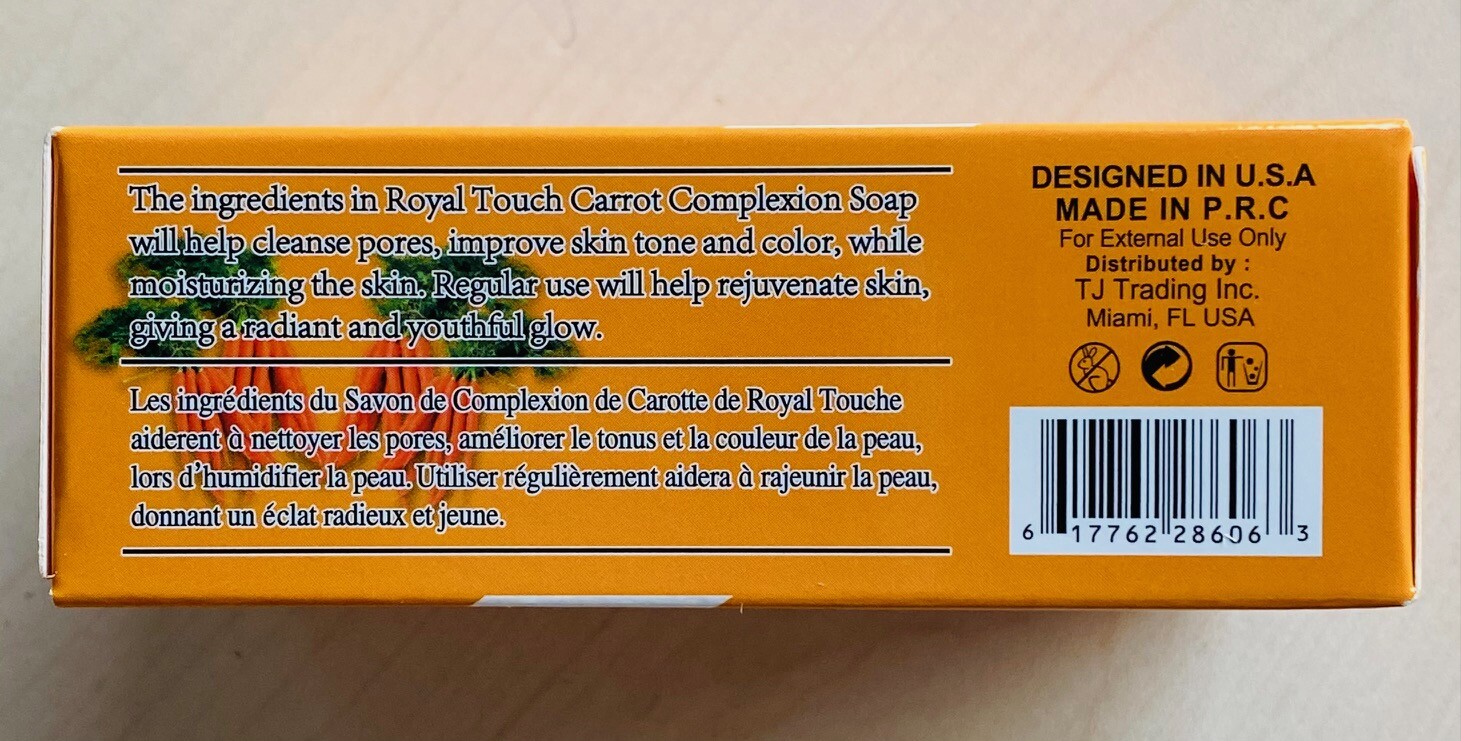 The ingredients in Royal Touch Carrot Complexion Soap
will help cleanse pores, improve skin tone and color, while
moisturizing the skin. Regular use will help rejuvenate skin,
giving a radiant and youthful glow.
Les ingrédients du Savon de Complexion de Carotte de Royal Touche
aiderent à nettoyer les pores, améliorer le tonus et la couleur de la peau,
lors d'humidifier la peau. Utiliser régulièrement aidera à rajeunir la peau,
donnant un éclat radieux et jeune.
DESIGNED IN U.S.A
MADE IN P.R.C
For External Use Only
Distributed by :
TJ Trading Inc.
Miami, FL USA
6 17762 28606 3